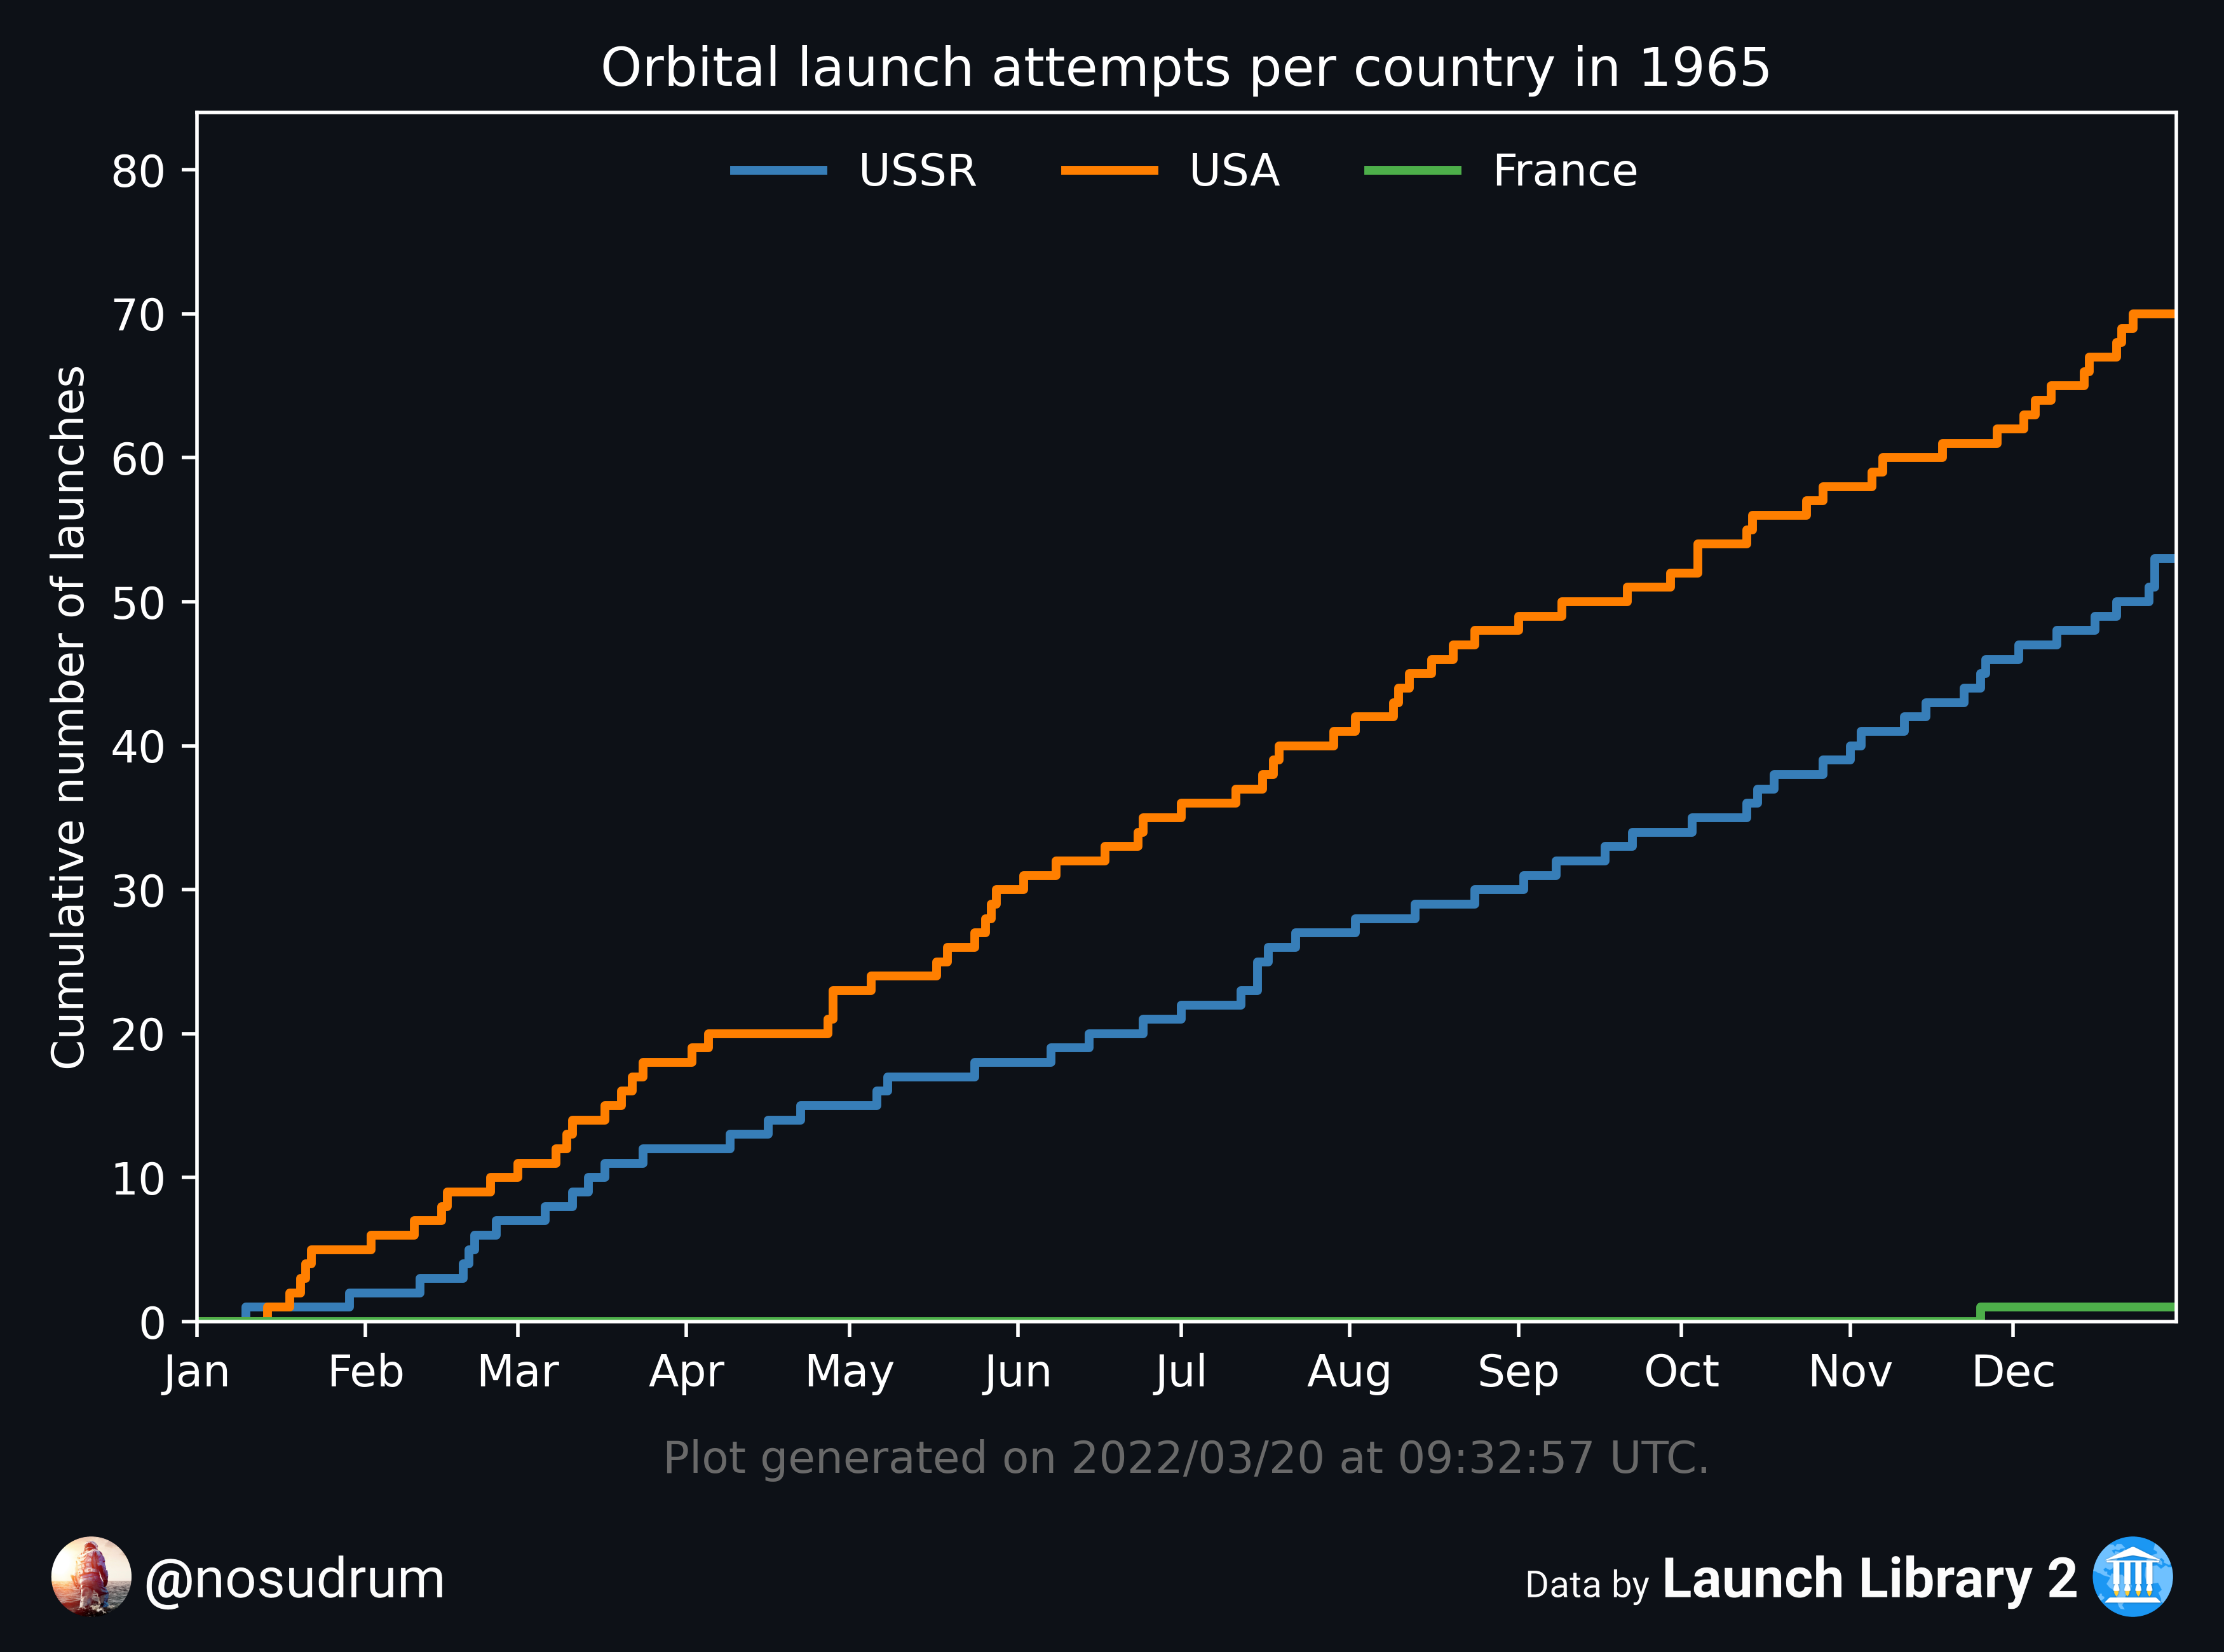 Orbital launch attempts per country in 1965
USSR USA France
Cumulative number of launches
80
70
60
50
40
30
20
10
0
Jan Feb Mar Apr May Jun Jul Aug Sep Oct Nov Dec
Plot generated on 2022/03/20 at 09:32:57 UTC.
@nosudrum
Data by Launch Library 2